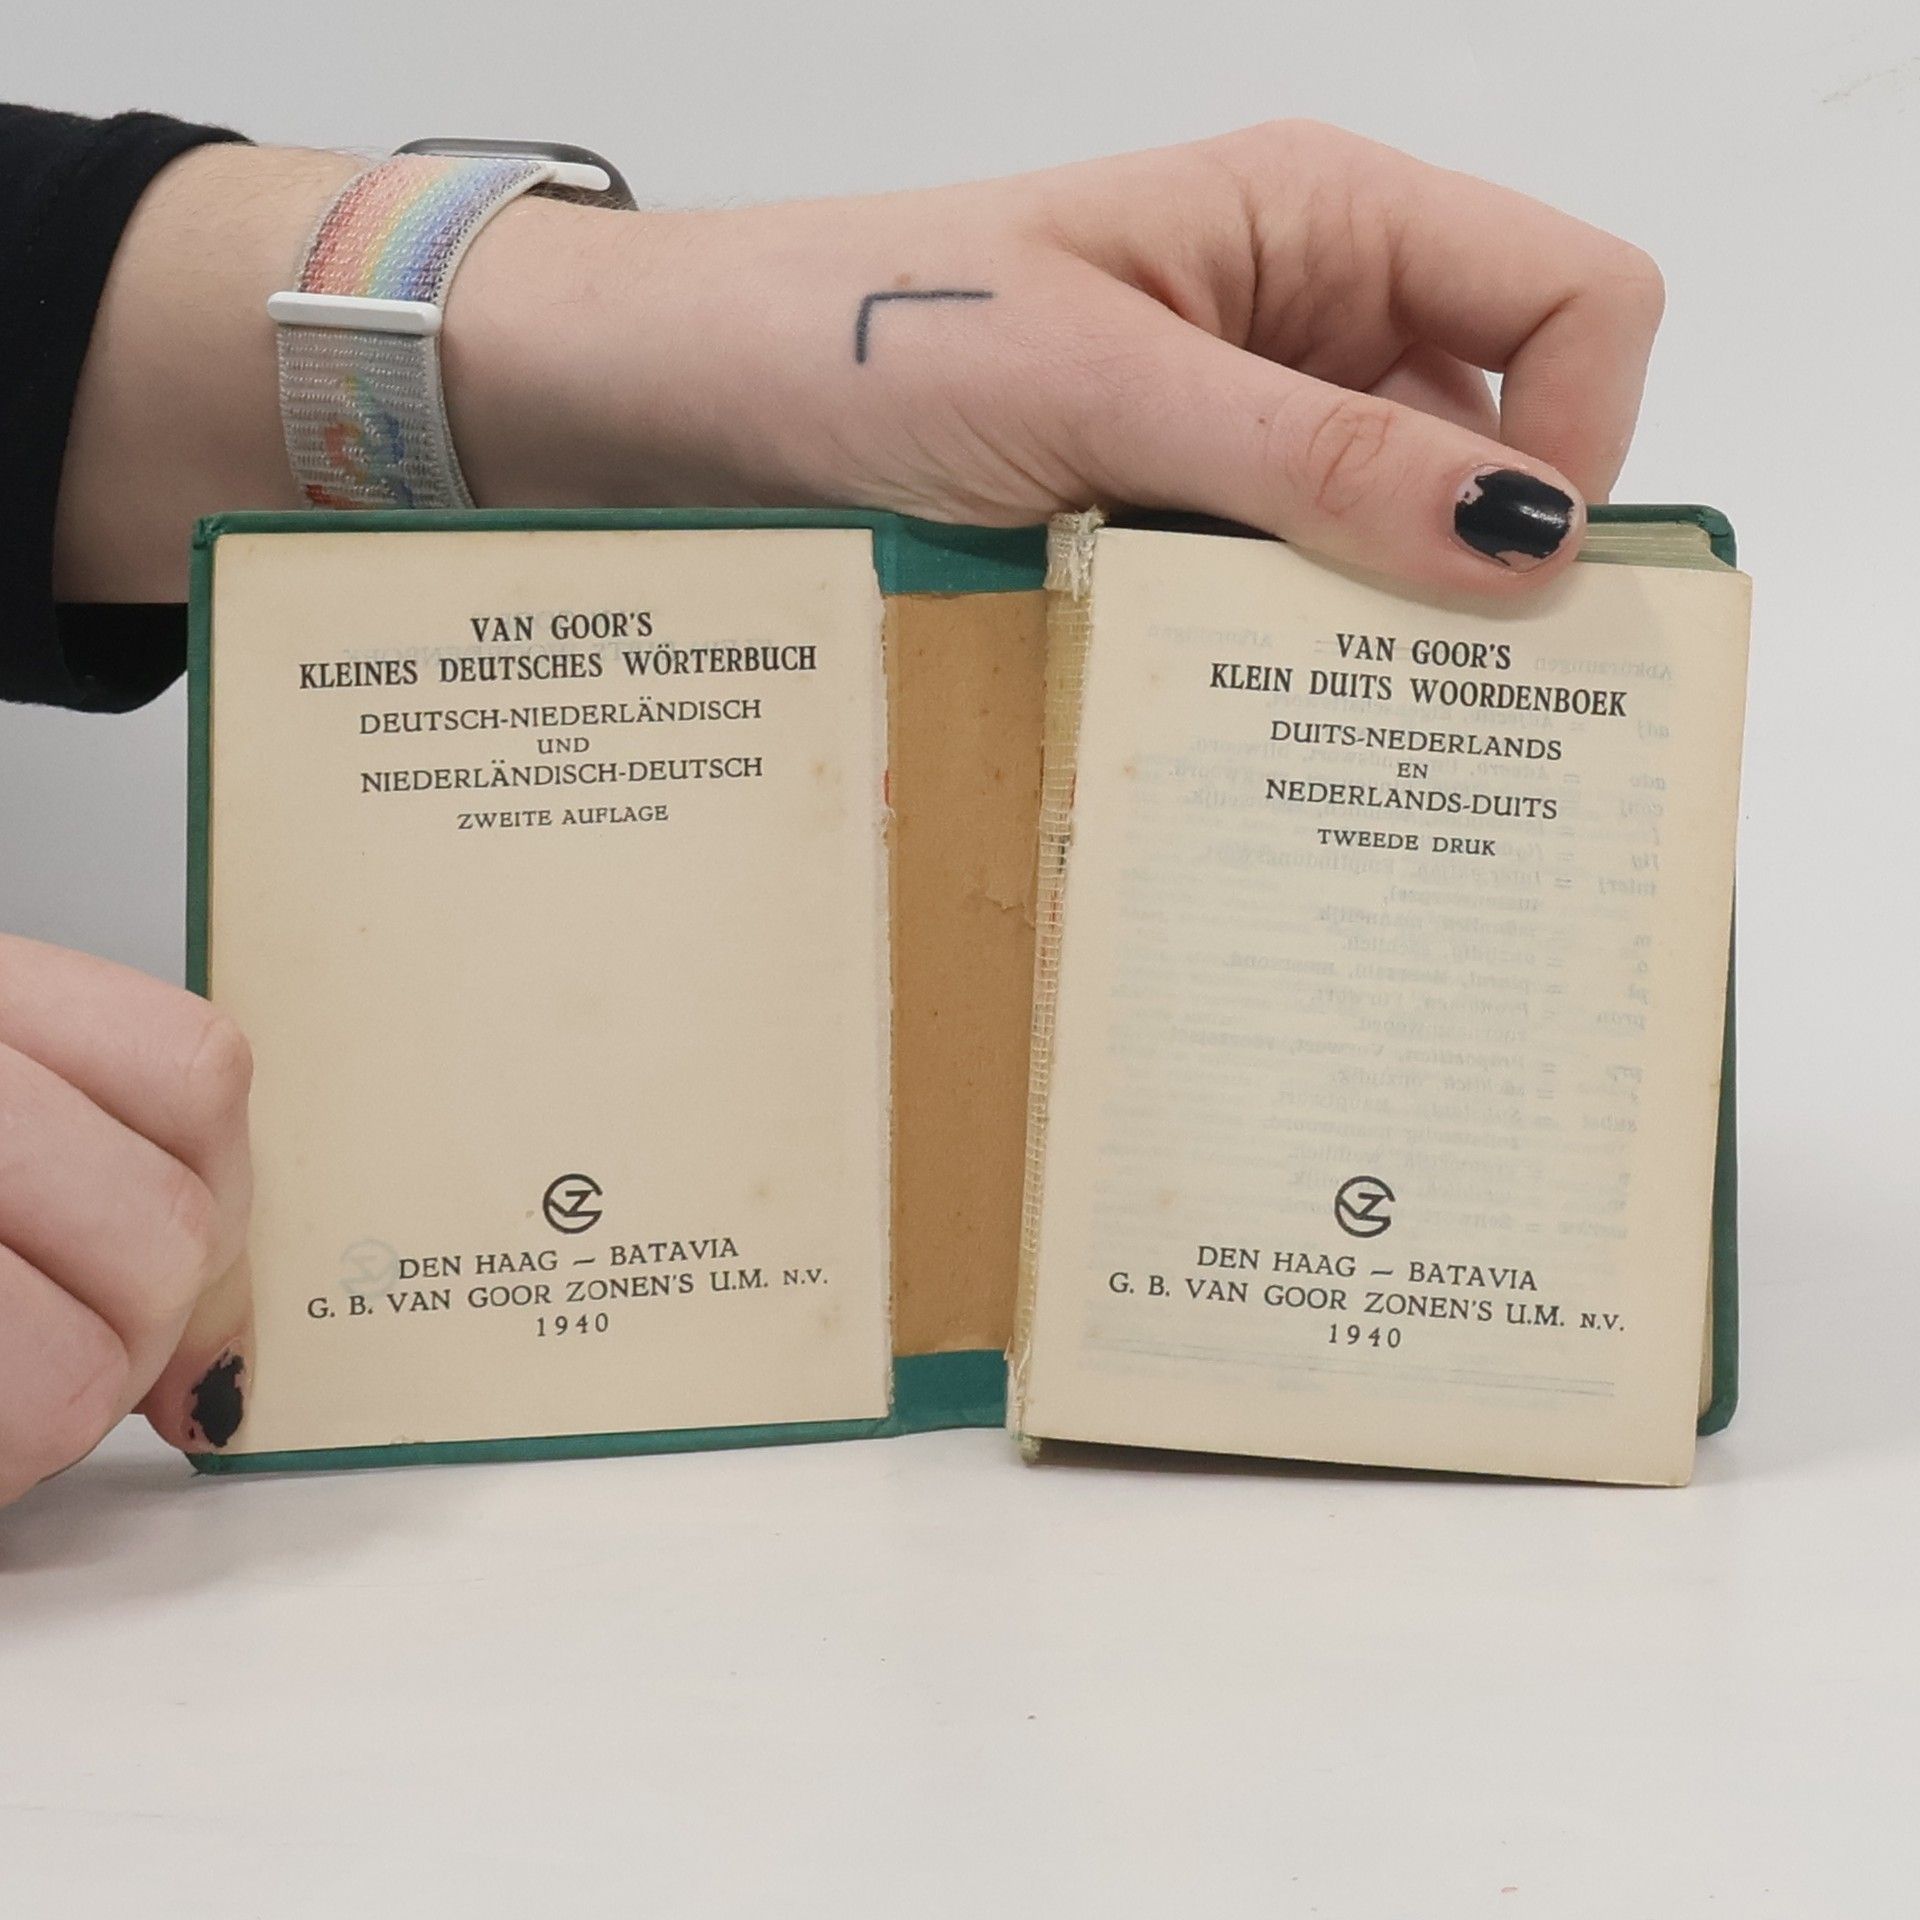 VAN GOOR'S
KLEINES DEUTSCHES WÖRTERBUCH
DEUTSCH-NIEDERLÄNDISCH
UND
NIEDERLÄNDISCH-DEUTSCH
ZWEITE AUFLAGE
DEN HAAG — BATAVIA
G. B. VAN GOOR ZONEN'S U.M. N.V.
1940
VAN GOOR'S
KLEIN DUITS WOORDENBOEK
DUITS-NEDERLANDS
EN
NEDERLANDS-DUITS
TWEEDE DRUK
DEN HAAG — BATAVIA
G. B. VAN GOOR ZONEN'S U.M. N.V.
1940